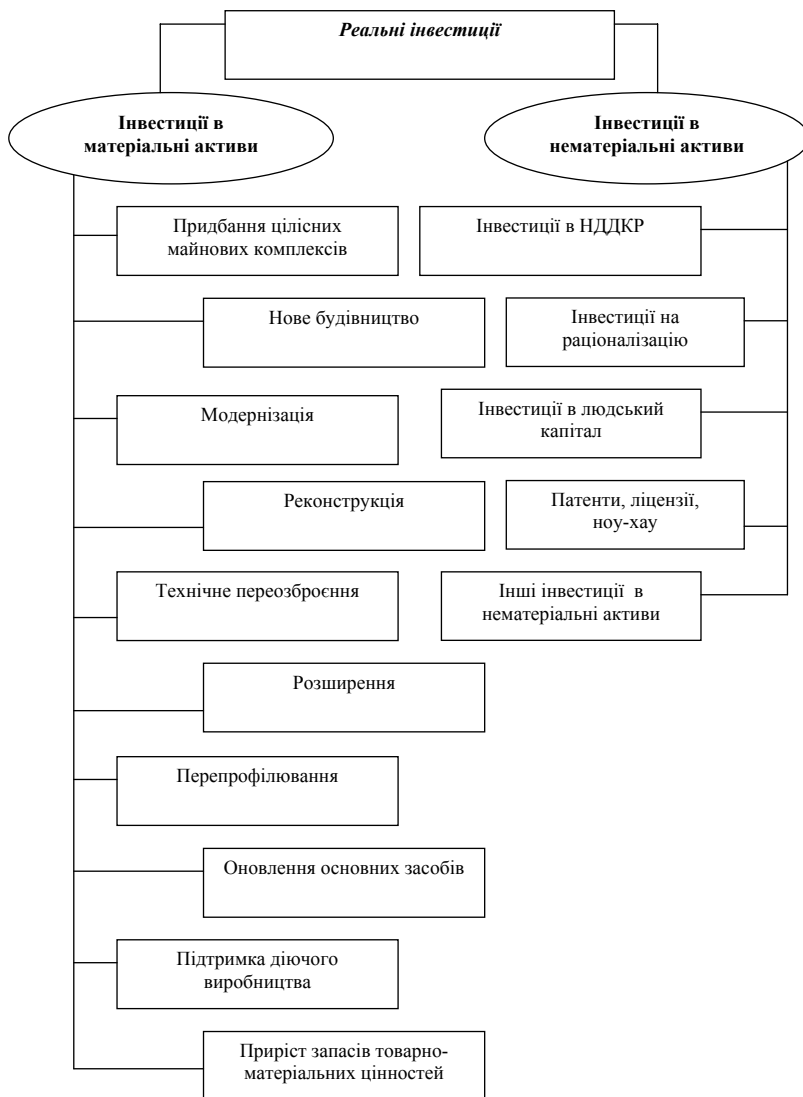 Реальні інвестиції
Інвестиції в
матеріальні активи
Інвестиції в
нематеріальні активи
Придбання цілісних
майнових комплексів
Інвестиції в НДДКР
Нове будівництво
Інвестиції на
раціоналізацію
Модернізація
Інвестиції в людський
капітал
Реконструкція
Патенти, ліцензії,
ноу-хау
Технічне переозброєння
Інші інвестиції  в
нематеріальні активи
Розширення
Перепрофілювання
Оновлення основних засобів
Підтримка діючого
виробництва
Приріст запасів товарно-
матеріальних цінностей